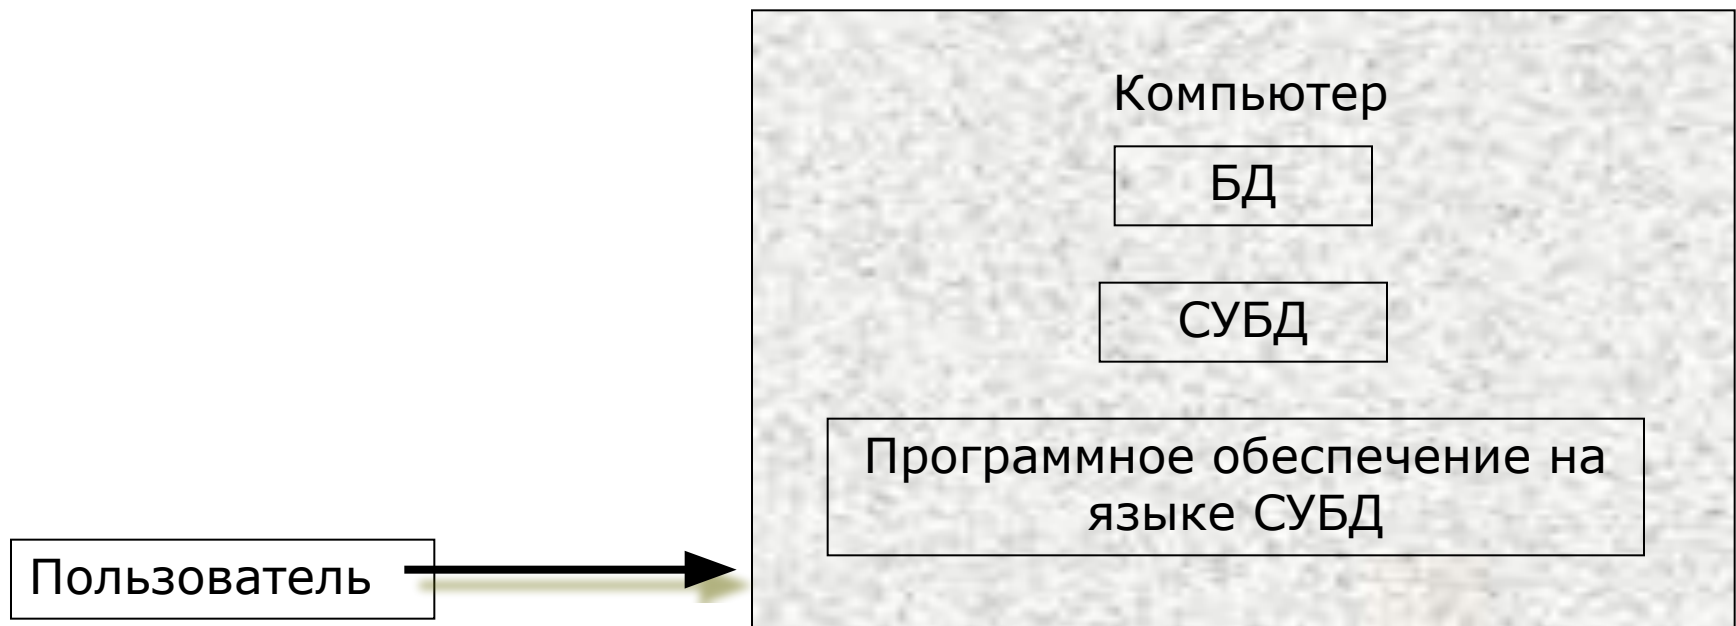 Компьютер
БД
СУБД
Программное обеспечение на
языке СУБД
Пользователь